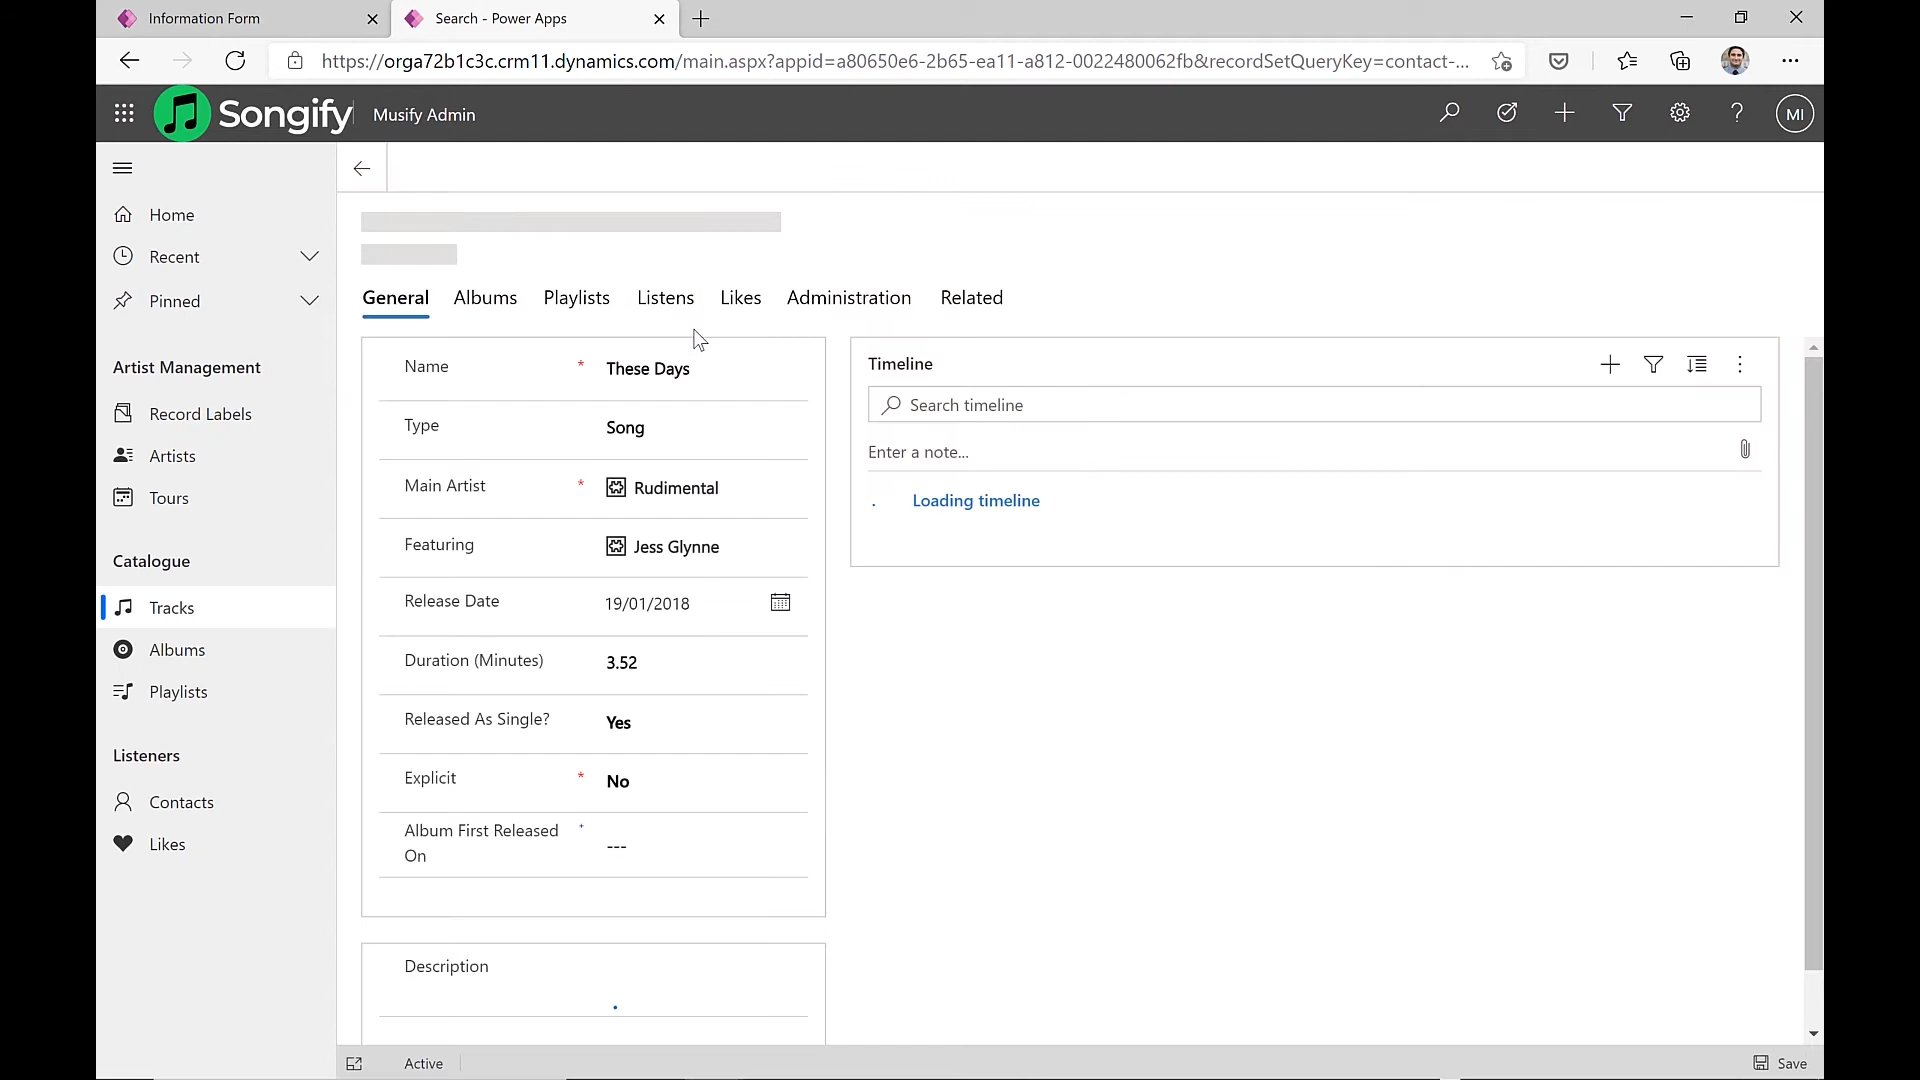 Information Form
Search - Power Apps
https://orga72b1c3c.crm11.dynamics.com/main.aspx?appid=a80650e6-2b65-ea11-a812-0022480062fb&recordSetQueryKey=contact-...
Songify
Musify Admin
MI
Home
Recent
Pinned
Artist Management
Record Labels
Artists
Tours
Catalogue
Tracks
Albums
Playlists
Listeners
Contacts
Likes
General Albums Playlists Listens Likes Administration Related
Name * These Days
Type Song
Main Artist * Rudimental
Featuring Jess Glynne
Release Date 19/01/2018
Duration (Minutes) 3.52
Released As Single? Yes
Explicit * No
Album First Released + ---
On
Description
Timeline
Search timeline
Enter a note...
Loading timeline
Active
Save